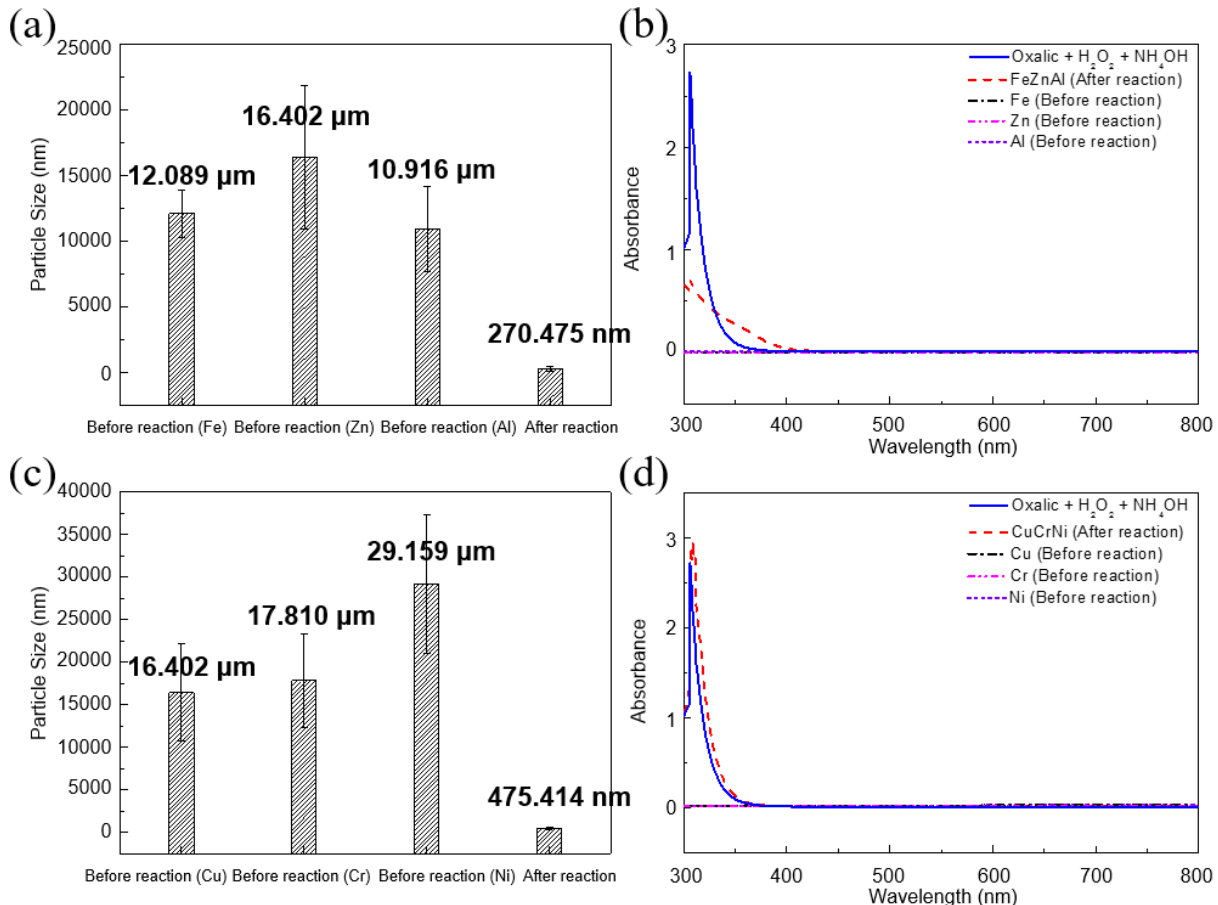 (a)
25000
20000
15000
10000
5000
0
Particle Size (nm)
12.089 µm
16.402 µm
10.916 µm
270.475 nm
Before reaction (Fe) Before reaction (Zn) Before reaction (Al) After reaction
(b)
3
2
1
0
Absorbance
Oxalic + H₂O₂ + NH₄OH
FeZnAl (After reaction)
Fe (Before reaction)
Zn (Before reaction)
Al (Before reaction)
300 400 500 600 700 800
Wavelength (nm)
(c)
40000
35000
30000
25000
20000
15000
10000
5000
0
Particle Size (nm)
16.402 µm
17.810 µm
29.159 µm
475.414 nm
Before reaction (Cu) Before reaction (Cr) Before reaction (Ni) After reaction
(d)
3
2
1
0
Absorbance
Oxalic + H₂O₂ + NH₄OH
CuCrNi (After reaction)
Cu (Before reaction)
Cr (Before reaction)
Ni (Before reaction)
300 400 500 600 700 800
Wavelength (nm)